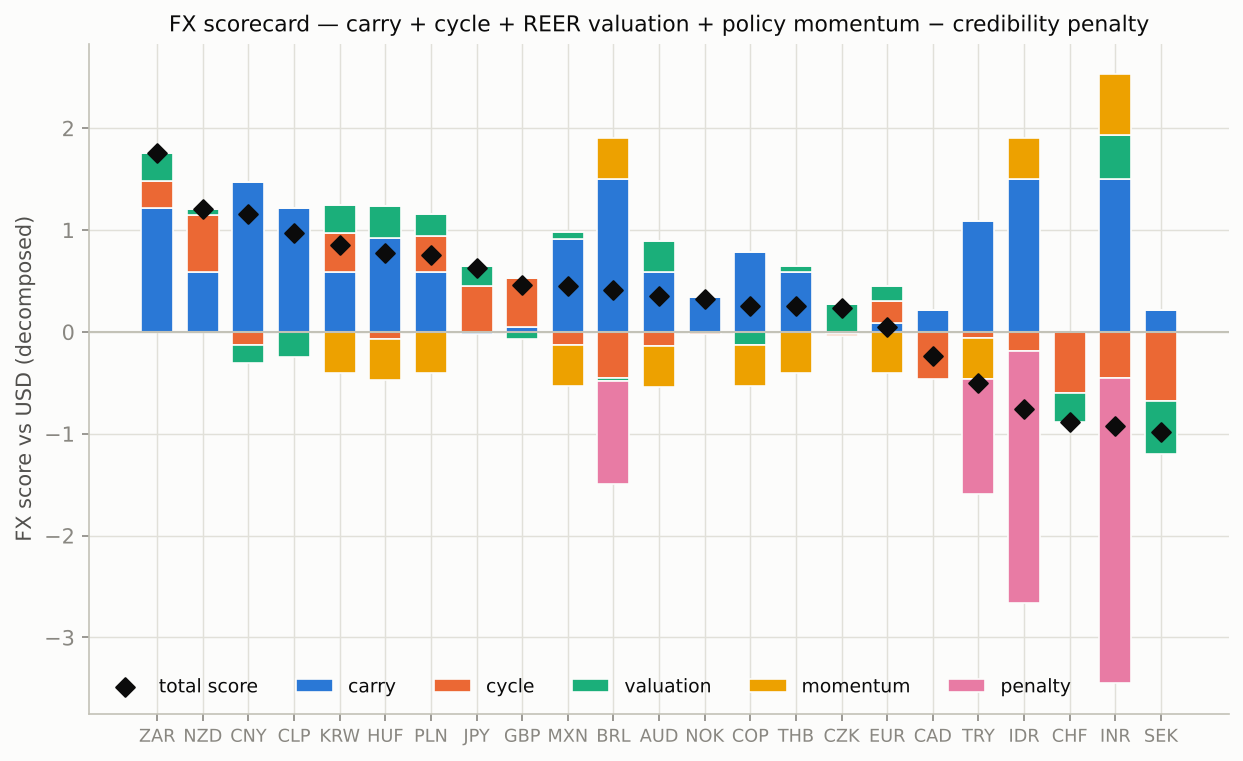 FX scorecard — carry + cycle + REER valuation + policy momentum − credibility penalty
FX score vs USD (decomposed)
2
1
0
−1
−2
−3
total score carry cycle valuation momentum penalty
ZAR NZD CNY CLP KRW HUF PLN JPY GBP MXN BRL AUD NOK COP THB CZK EUR CAD TRY IDR CHF INR SEK